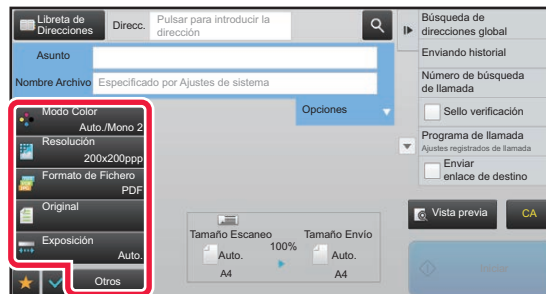 Libreta de
Direcciones
Direcc.
Pulsar para introducir la
dirección
Asunto
Nombre Archivo
Especificado por Ajustes de sistema
Opciones
Modo Color
Auto./Mono 2
Resolución
200x200ppp
Formato de Fichero
PDF
Original
Exposición
Auto.
Otros
Tamaño Escaneo
Auto.
A4
100%
Tamaño Envío
Auto.
A4
Búsqueda de
direcciones global
Enviando historial
Número de búsqueda
de llamada
Sello verificación
Programa de llamada
Ajustes registrados de llamada
Enviar
enlace de destino
Vista previa
CA
Iniciar